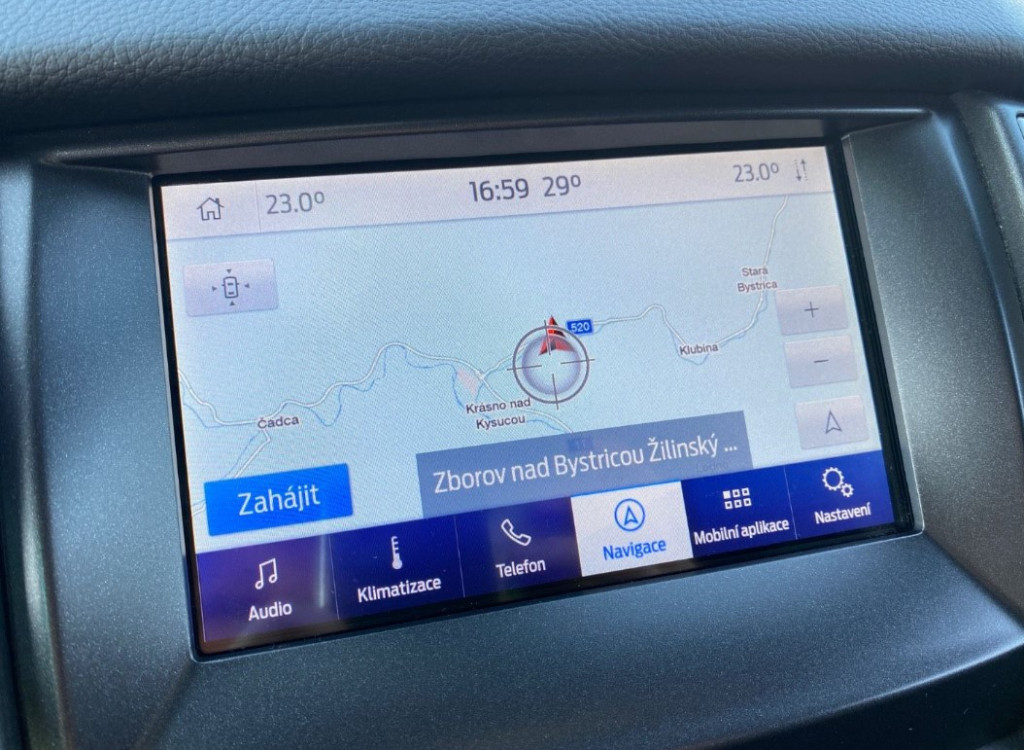 23.0°
16:59 29°
23.0°
Stará
Bystrica
520
+
Klubina
−
Krásno nad
Kysucou
Čadca
Zborov nad Bystricou Žilinský ...
Zahájit
Audio
Klimatizace
Telefon
Navigace
Mobilní aplikace
Nastavení